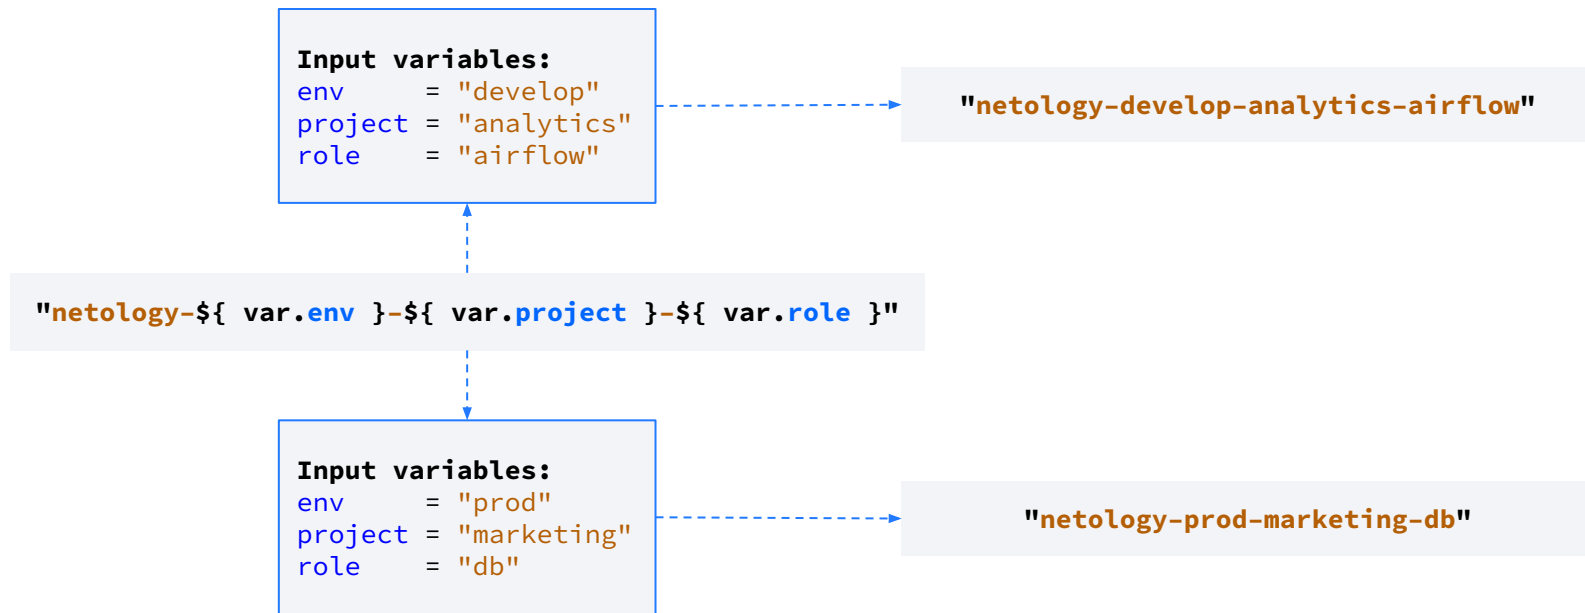 Input variables:
env     = "develop"
project = "analytics"
role    = "airflow"
"netology-develop-analytics-airflow"
"netology-${ var.env }-${ var.project }-${ var.role }"
Input variables:
env     = "prod"
project = "marketing"
role    = "db"
"netology-prod-marketing-db"